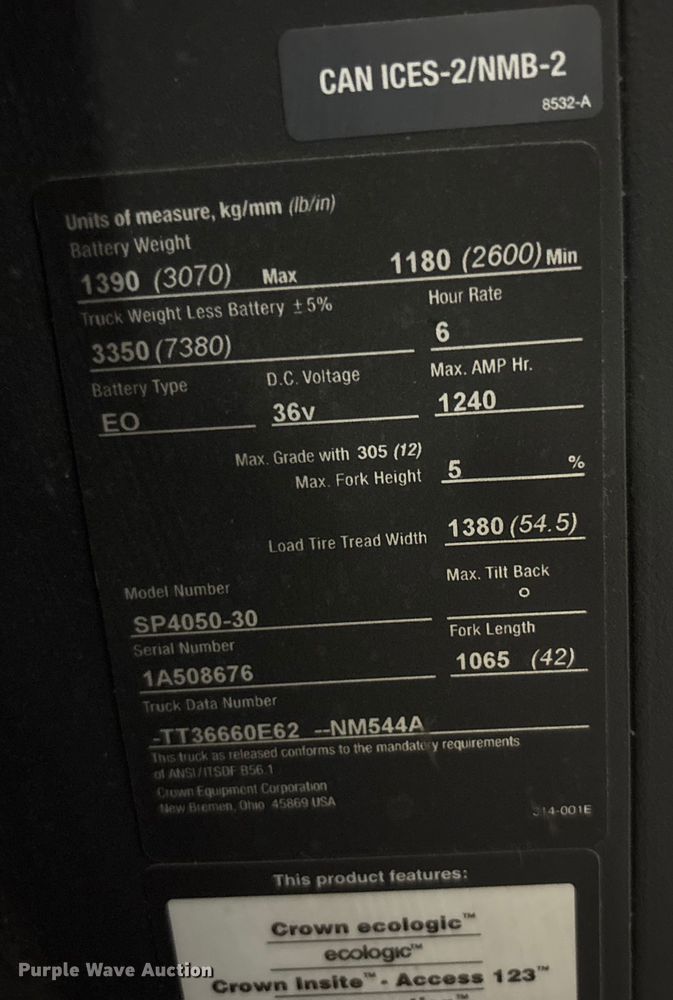 CAN ICES-2/NMB-2
8532-A
Units of measure, kg/mm (lb/in)
Battery Weight
1390 (3070) Max 1180 (2600) Min
Truck Weight Less Battery ±5% Hour Rate
3350 (7380) 6
Battery Type D.C. Voltage Max. AMP Hr.
EO 36v 1240
Max. Grade with 305 (12)
Max. Fork Height 5 %
Load Tire Tread Width 1380 (54.5)
Model Number Max. Tilt Back
SP4050-30 °
Serial Number Fork Length
1A508676 1065 (42)
Truck Data Number
-TT36660E62 --NM544A
This truck as released conforms to the mandatory requirements
of ANSI/ITSDF B56.1
Crown Equipment Corporation
New Bremen, Ohio 45869 USA
314-001E
This product features:
Crown ecologic™
ecologic™
Crown Insite™ - Access 123™
Purple Wave Auction